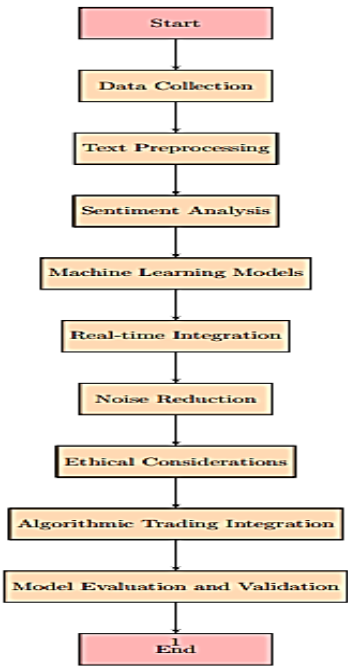 Start
Data Collection
Text Preprocessing
Sentiment Analysis
Machine Learning Models
Real-time Integration
Noise Reduction
Ethical Considerations
Algorithmic Trading Integration
Model Evaluation and Validation
1
End